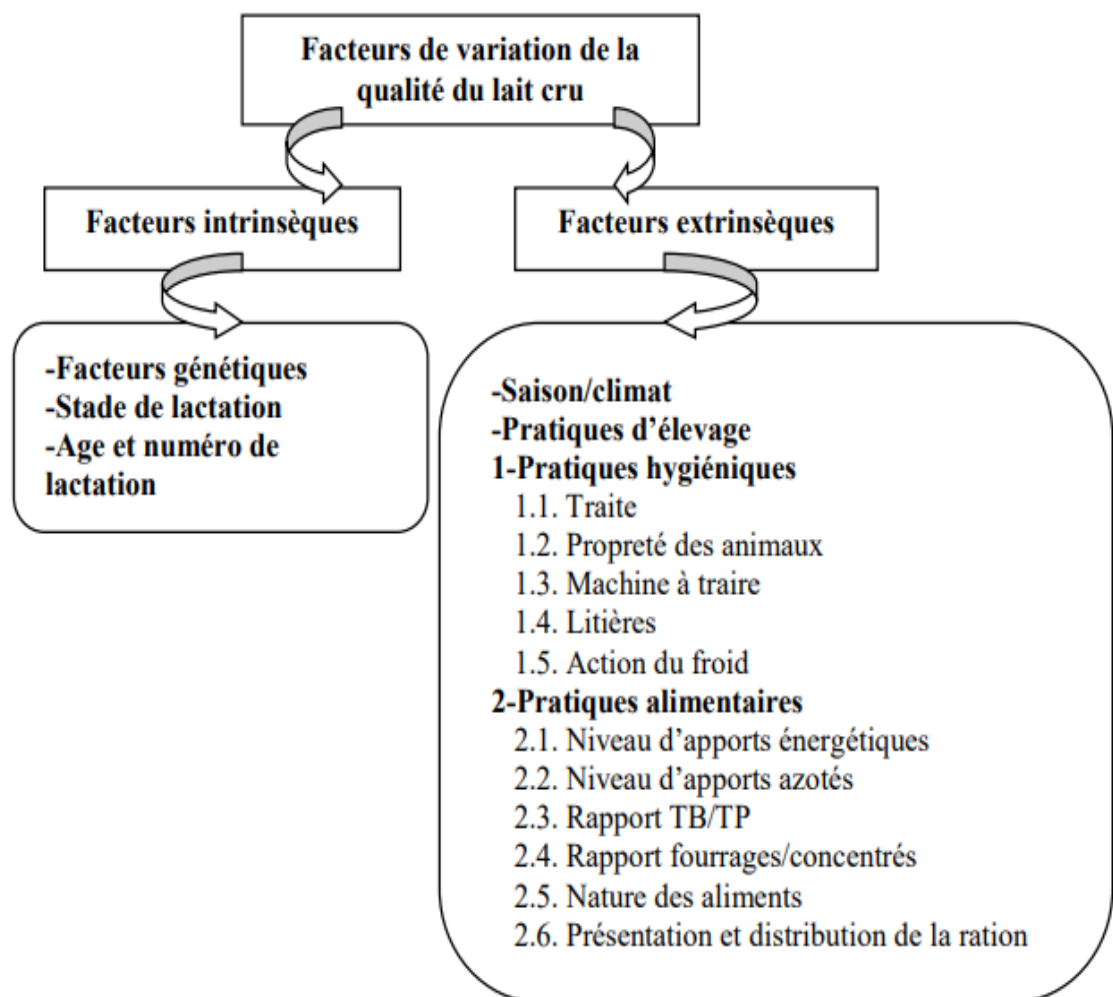 Facteurs de variation de la
qualité du lait cru
Facteurs intrinsèques
Facteurs extrinsèques
-Facteurs génétiques
-Stade de lactation
-Age et numéro de
lactation
-Saison/climat
-Pratiques d’élevage
1-Pratiques hygiéniques
1.1. Traite
1.2. Propreté des animaux
1.3. Machine à traire
1.4. Litières
1.5. Action du froid
2-Pratiques alimentaires
2.1. Niveau d’apports énergétiques
2.2. Niveau d’apports azotés
2.3. Rapport TB/TP
2.4. Rapport fourrages/concentrés
2.5. Nature des aliments
2.6. Présentation et distribution de la ration